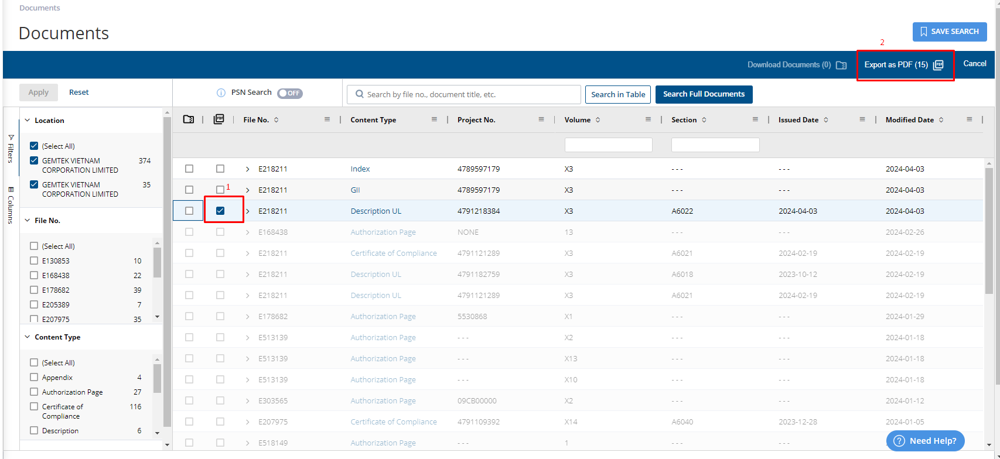 Documents
Documents
SAVE SEARCH
2
Download Documents (0)
Export as PDF (15)
Cancel
Apply
Reset
PSN Search
OFF
Search by file no., document title, etc.
Search in Table
Search Full Documents
Filters
Columns
Location
(Select All)
GEMTEK VIETNAM 374
CORPORATION LIMITED
GEMTEK VIETNAM 35
CORPORATION LIMITED
File No.
(Select All)
E130853 10
E168438 22
E178682 39
E205389 7
E207975 35
Content Type
(Select All)
Appendix 4
Authorization Page 27
Certificate of 116
Compliance
Description 6
PDF File No. Content Type Project No. Volume Section Issued Date Modified Date
E218211 Index 4789597179 X3 - - - - - - 2024-04-03
1
E218211 GII 4789597179 X3 - - - - - - 2024-04-03
E218211 Description UL 4791218384 X3 A6022 2024-04-03 2024-04-03
E168438 Authorization Page NONE 13 - - - - - - 2024-02-26
E218211 Certificate of Compliance 4791121289 X3 A6021 2024-02-19 2024-02-19
E218211 Description UL 4791182759 X3 A6018 2023-10-12 2024-02-19
E218211 Description UL 4791121289 X3 A6021 2024-02-19 2024-02-19
E178682 Authorization Page 5530868 X1 - - - - - - 2024-01-29
E513139 Authorization Page - - - X2 - - - - - - 2024-01-18
E513139 Authorization Page - - - X13 - - - - - - 2024-01-18
E513139 Authorization Page - - - X10 - - - - - - 2024-01-18
E303565 Authorization Page 09CB00000 X2 - - - - - - 2024-01-12
E207975 Certificate of Compliance 4791109392 X14 A6040 2023-12-28 2024-01-05
E518149 Authorization Page - - - 1 - - - - - -
Need Help?